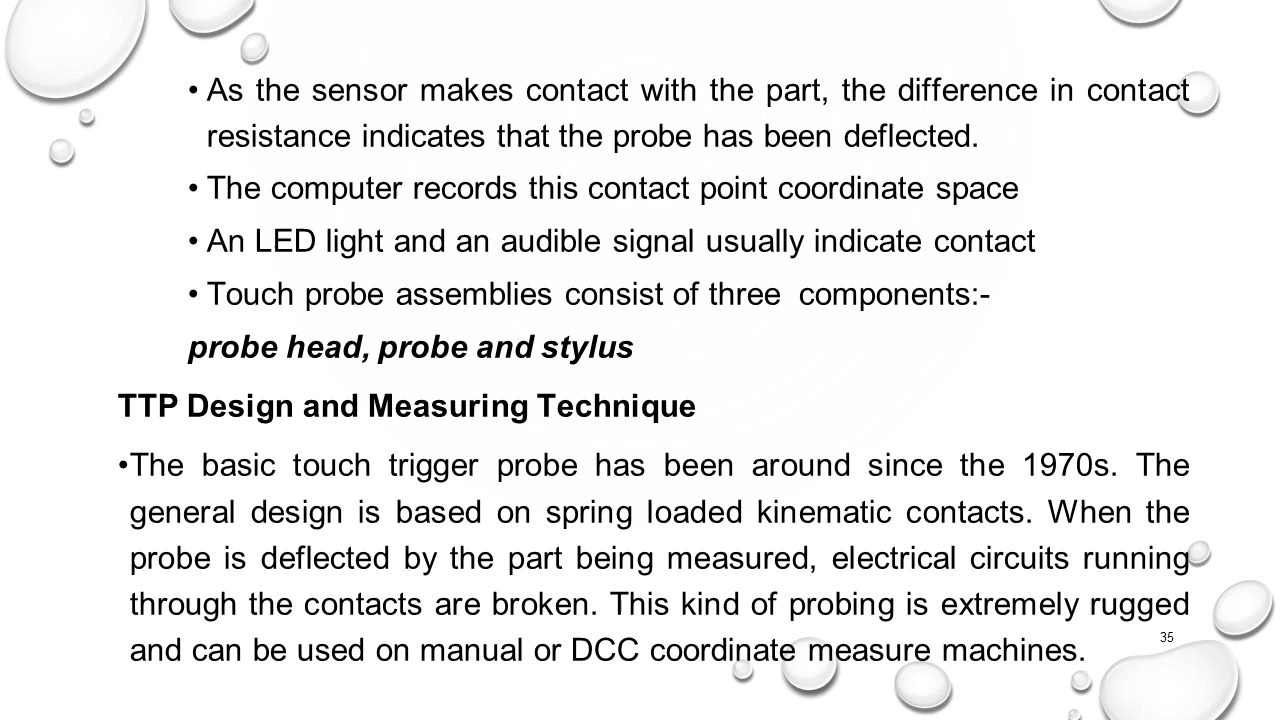 • As the sensor makes contact with the part, the difference in contact
resistance indicates that the probe has been deflected.
• The computer records this contact point coordinate space
• An LED light and an audible signal usually indicate contact
• Touch probe assemblies consist of three  components:-
probe head, probe and stylus
TTP Design and Measuring Technique
•The basic touch trigger probe has been around since the 1970s. The
general design is based on spring loaded kinematic contacts. When the
probe is deflected by the part being measured, electrical circuits running
through the contacts are broken. This kind of probing is extremely rugged
and can be used on manual or DCC coordinate measure machines.
35